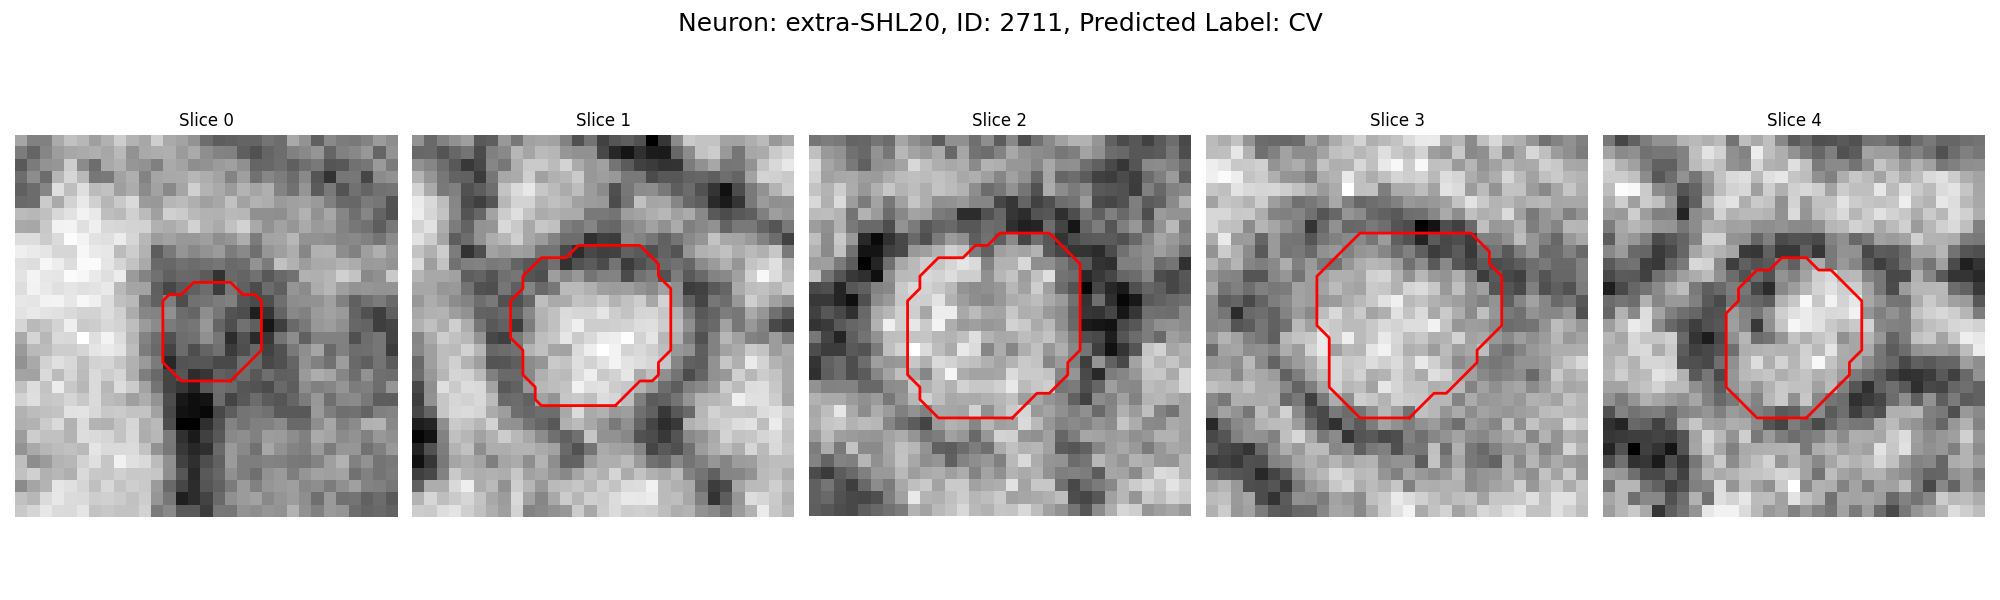 Neuron: extra-SHL20, ID: 2711, Predicted Label: CV
Slice 0
Slice 1
Slice 2
Slice 3
Slice 4